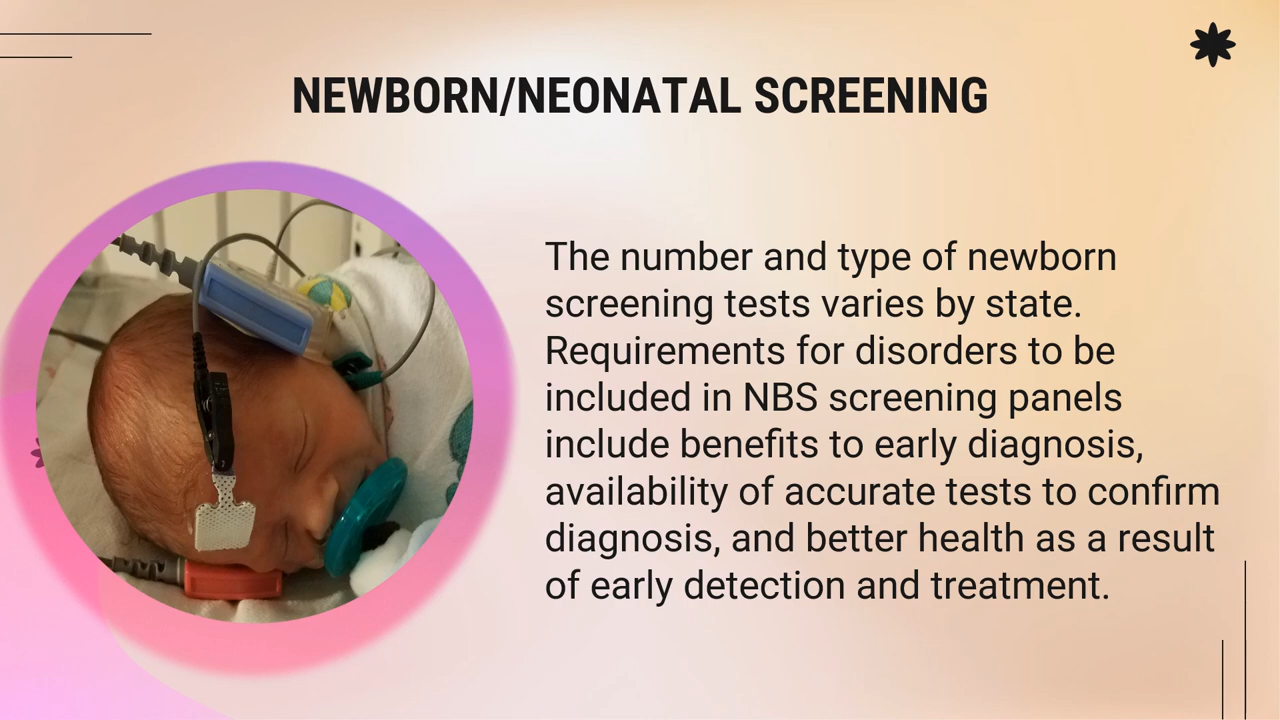 NEWBORN/NEONATAL SCREENING
The number and type of newborn
screening tests varies by state.
Requirements for disorders to be
included in NBS screening panels
include benefits to early diagnosis,
availability of accurate tests to confirm
diagnosis, and better health as a result
of early detection and treatment.